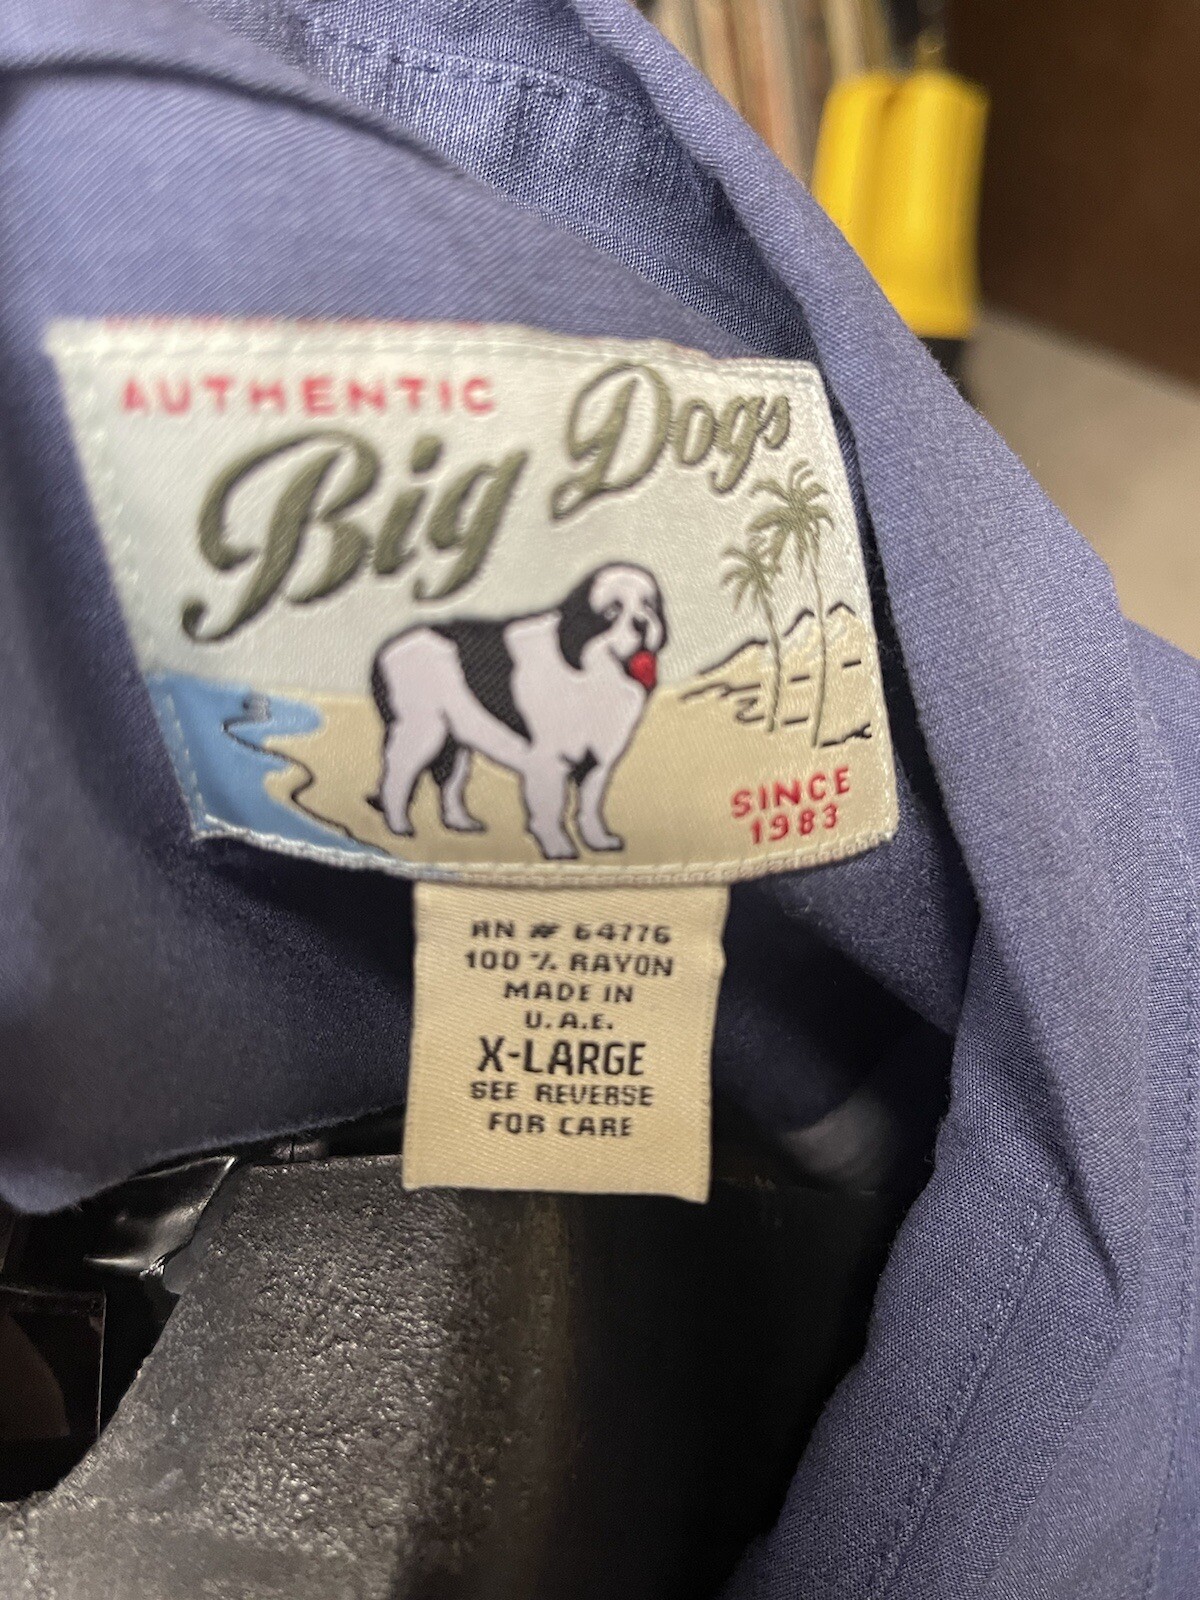 AUTHENTIC
Big Dogs
SINCE
1983
RN # 64776
100 % RAYON
MADE IN
U.A.E.
X-LARGE
SEE REVERSE
FOR CARE